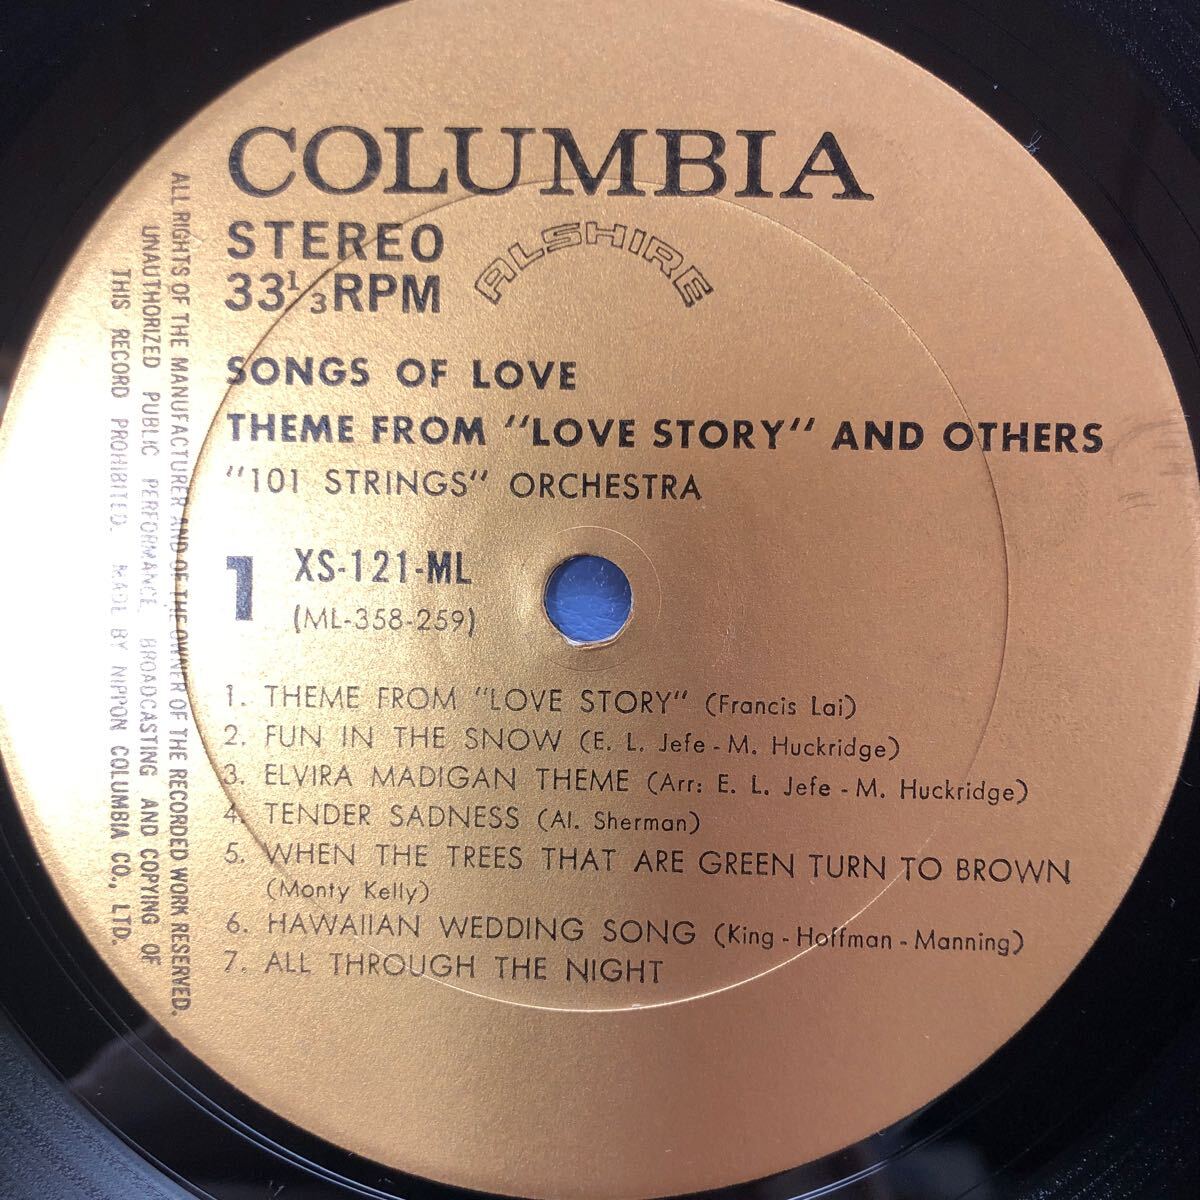 COLUMBIA
STEREO
33 1/3 RPM
ALSHIRE
SONGS OF LOVE
THEME FROM "LOVE STORY" AND OTHERS
"101 STRINGS" ORCHESTRA
1
XS-121-ML
(ML-358-259)
1. THEME FROM "LOVE STORY" (Francis Lai)
2. FUN IN THE SNOW (E. L. Jefe - M. Huckridge)
3. ELVIRA MADIGAN THEME (Arr: E. L. Jefe - M. Huckridge)
4. TENDER SADNESS (Al. Sherman)
5. WHEN THE TREES THAT ARE GREEN TURN TO BROWN
(Monty Kelly)
6. HAWAIIAN WEDDING SONG (King - Hoffman - Manning)
7. ALL THROUGH THE NIGHT
ALL RIGHTS OF THE MANUFACTURER AND OF THE OWNER OF THE RECORDED WORK RESERVED.
UNAUTHORIZED PUBLIC PERFORMANCE, BROADCASTING AND COPYING OF
THIS RECORD PROHIBITED. MADE BY NIPPON COLUMBIA CO., LTD.